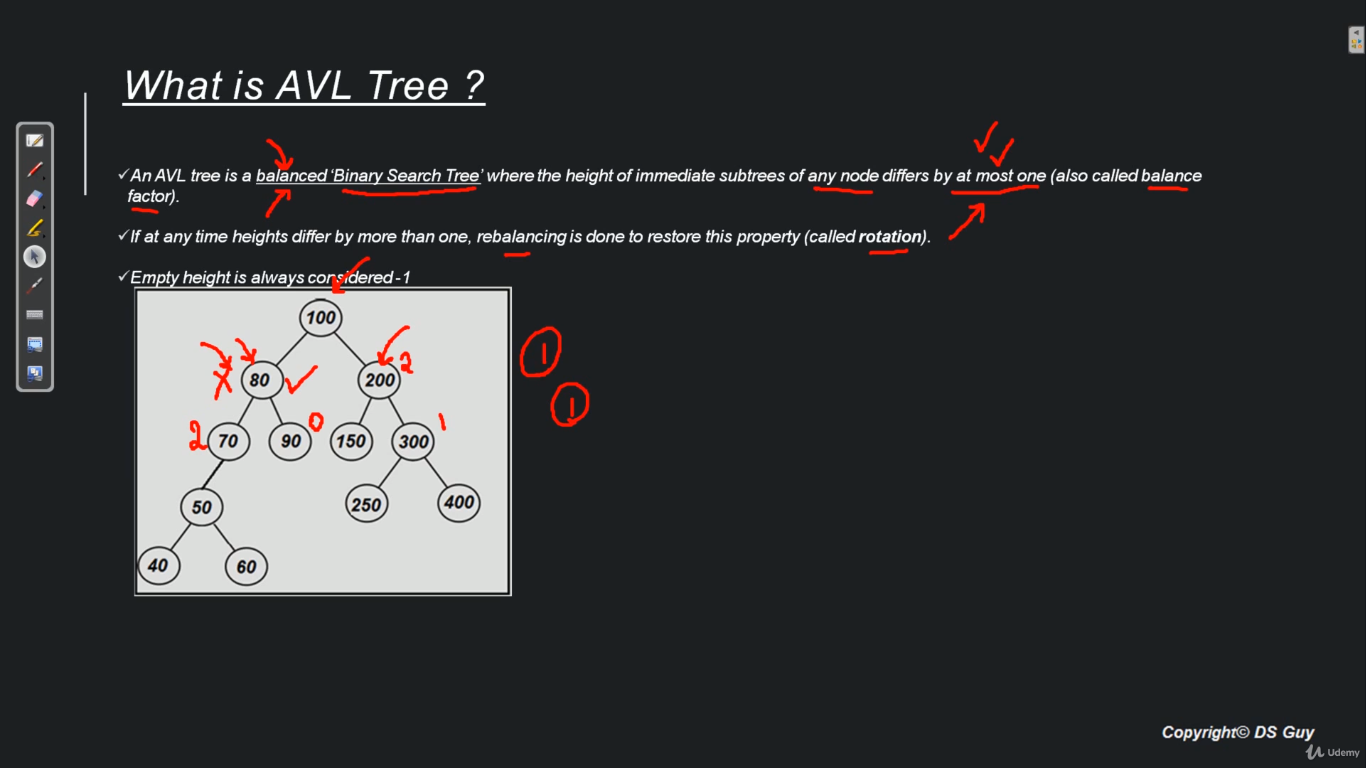 What is AVL Tree ?
✓An AVL tree is a balanced ‘Binary Search Tree’ where the height of immediate subtrees of any node differs by at most one (also called balance
factor).
✓If at any time heights differ by more than one, rebalancing is done to restore this property (called rotation).
✓Empty height is always considered -1
100
80 200 2
2 70 90 0 150 300 1
50 250 400
40 60
1
1
Copyright© DS Guy
Udemy